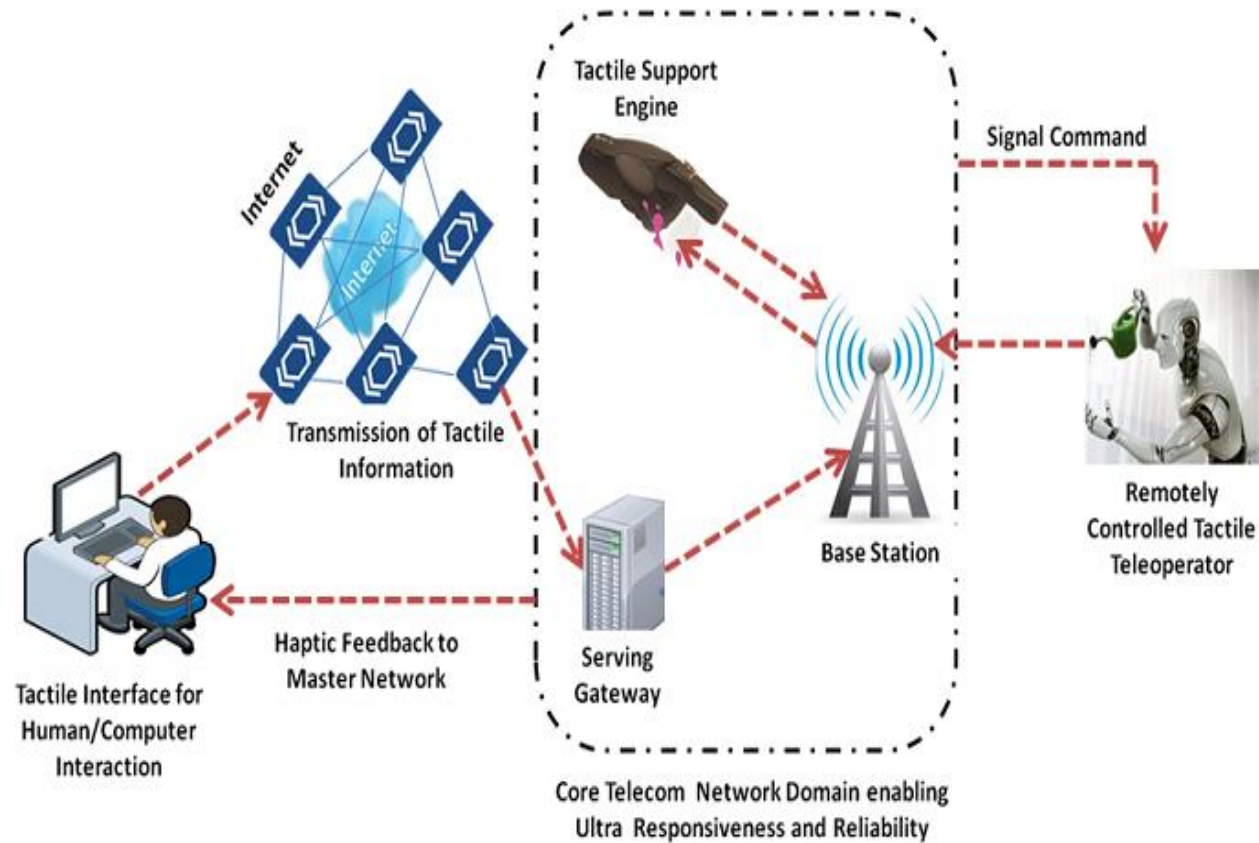 Tactile Support
Engine
Signal Command
Internet
Internet
Transmission of Tactile
Information
Base Station
Remotely
Controlled Tactile
Teleoperator
Haptic Feedback to
Master Network
Serving
Gateway
Tactile Interface for
Human/Computer
Interaction
Core Telecom Network Domain enabling
Ultra Responsiveness and Reliability